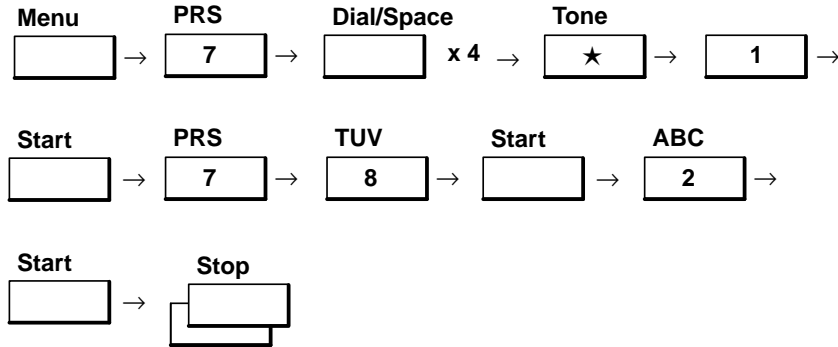 Menu PRS Dial/Space Tone
→ 7 → x 4 → ★ → 1 →
Start PRS TUV Start ABC
→ 7 → 8 → → 2 →
Start Stop
→